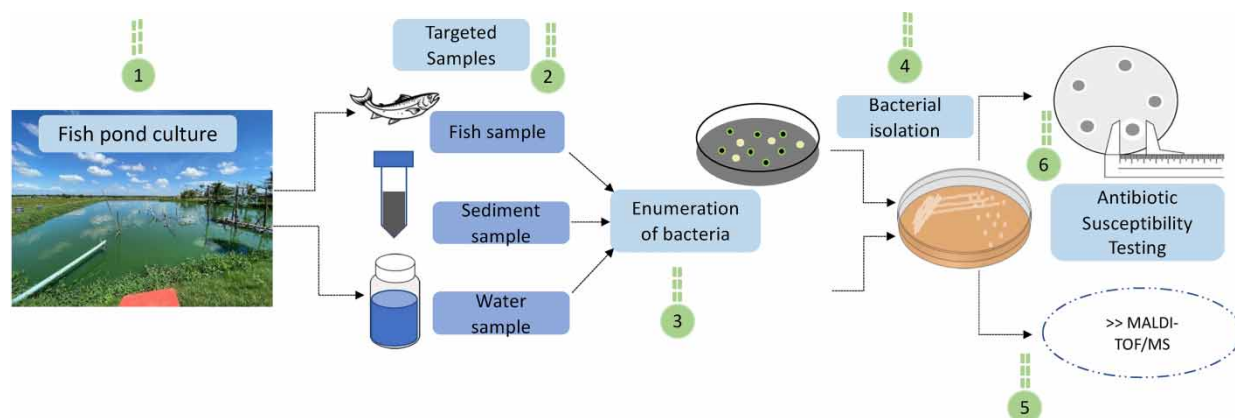 1
Fish pond culture
Targeted
Samples
2
Fish sample
Sediment
sample
Water
sample
Enumeration
of bacteria
3
4
Bacterial
isolation
6
Antibiotic
Susceptibility
Testing
>> MALDI-
TOF/MS
5